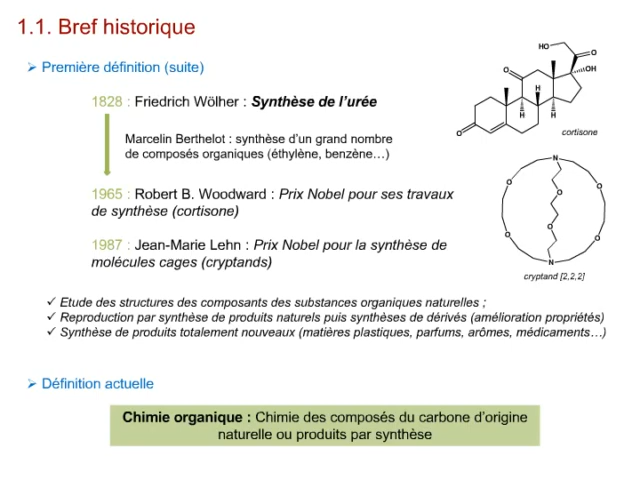 1.1. Bref historique
➢ Première définition (suite)
1828 : Friedrich Wölher : Synthèse de l'urée
Marcelin Berthelot : synthèse d'un grand nombre
de composés organiques (éthylène, benzène…)
1965 : Robert B. Woodward : Prix Nobel pour ses travaux
de synthèse (cortisone)
1987 : Jean-Marie Lehn : Prix Nobel pour la synthèse de
molécules cages (cryptands)
HO
O
O
OH
H
H
H
O
cortisone
N
O
O
O
O
O
O
N
cryptand [2,2,2]
✓ Etude des structures des composants des substances organiques naturelles ;
✓ Reproduction par synthèse de produits naturels puis synthèses de dérivés (amélioration propriétés)
✓ Synthèse de produits totalement nouveaux (matières plastiques, parfums, arômes, médicaments…)
➢ Définition actuelle
Chimie organique : Chimie des composés du carbone d'origine
naturelle ou produits par synthèse